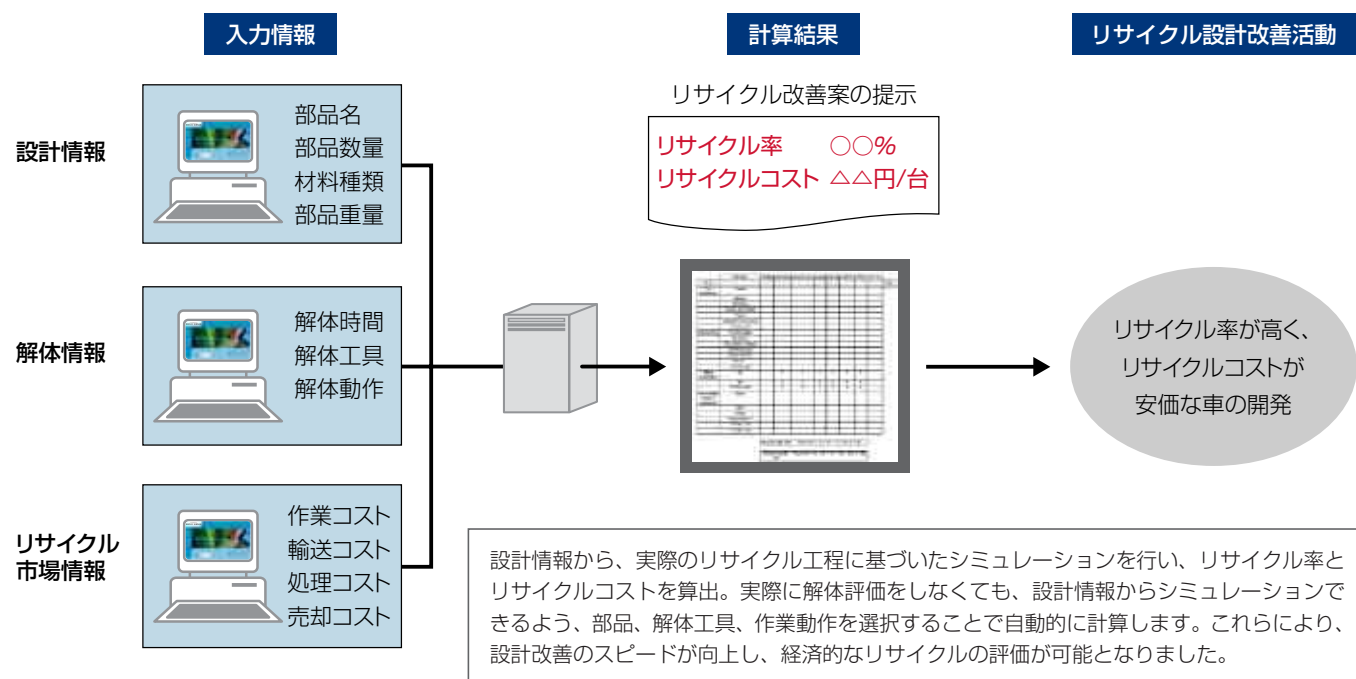 入力情報
計算結果
リサイクル設計改善活動
設計情報
部品名
部品数量
材料種類
部品重量
リサイクル改善案の提示
リサイクル率 ○○%
リサイクルコスト △△円/台
解体情報
解体時間
解体工具
解体動作
リサイクル率が高く、
リサイクルコストが
安価な車の開発
リサイクル
市場情報
作業コスト
輸送コスト
処理コスト
売却コスト
設計情報から、実際のリサイクル工程に基づいたシミュレーションを行い、リサイクル率と
リサイクルコストを算出。実際に解体評価をしなくても、設計情報からシミュレーションで
きるよう、部品、解体工具、作業動作を選択することで自動的に計算します。これらにより、
設計改善のスピードが向上し、経済的なリサイクルの評価が可能となりました。